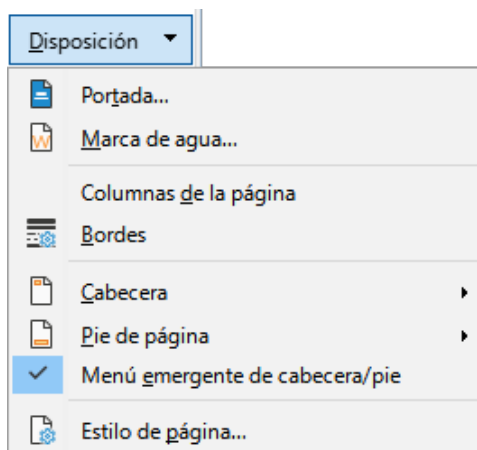 Disposición
Portada...
Marca de agua...
Columnas de la página
Bordes
Cabecera
Pie de página
Menú emergente de cabecera/pie
Estilo de página...